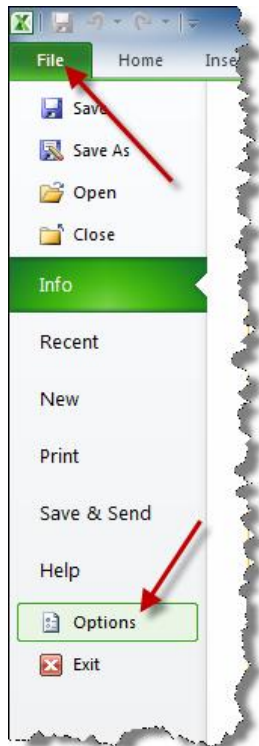 File Home Inse
Save
Save As
Open
Close
Info
Recent
New
Print
Save & Send
Help
Options
Exit